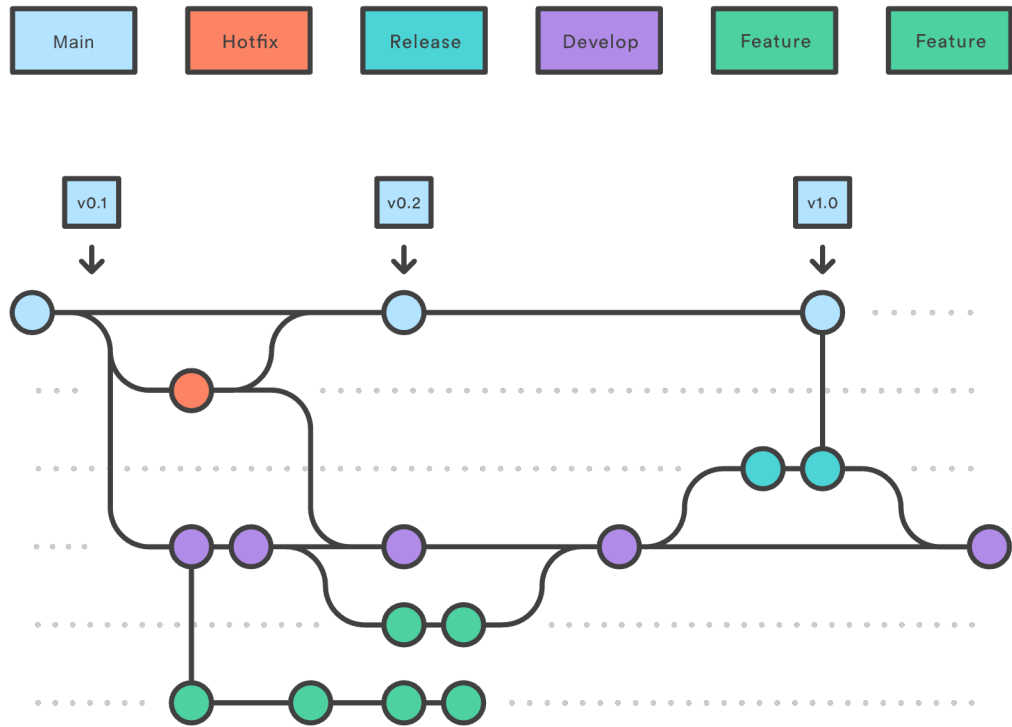 Main
Hotfix
Release
Develop
Feature
Feature
v0.1
v0.2
v1.0